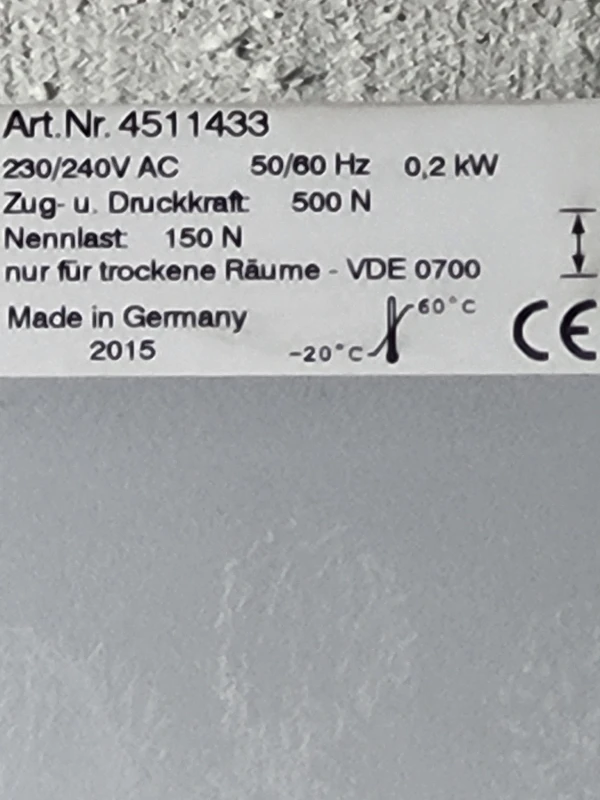 Art.Nr. 4511433
230/240V AC 50/60 Hz 0,2 kW
Zug- u. Druckkraft: 500 N
Nennlast: 150 N
nur für trockene Räume - VDE 0700
Made in Germany
2015
60°C
-20°C
CE